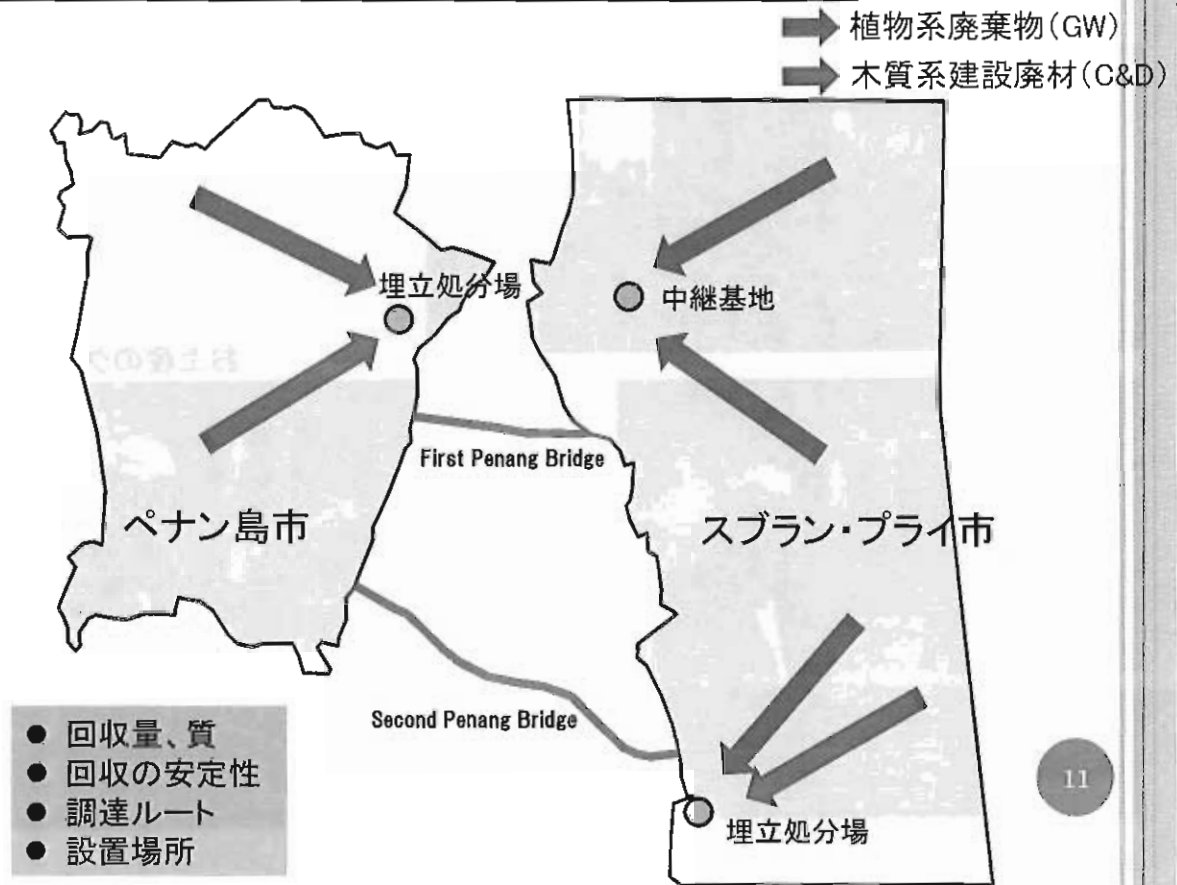 植物系廃棄物(GW)
木質系建設廃材(C&D)
埋立処分場
中継基地
First Penang Bridge
ペナン島市
スブラン・プライ市
Second Penang Bridge
埋立処分場
● 回収量、質
● 回収の安定性
● 調達ルート
● 設置場所
11